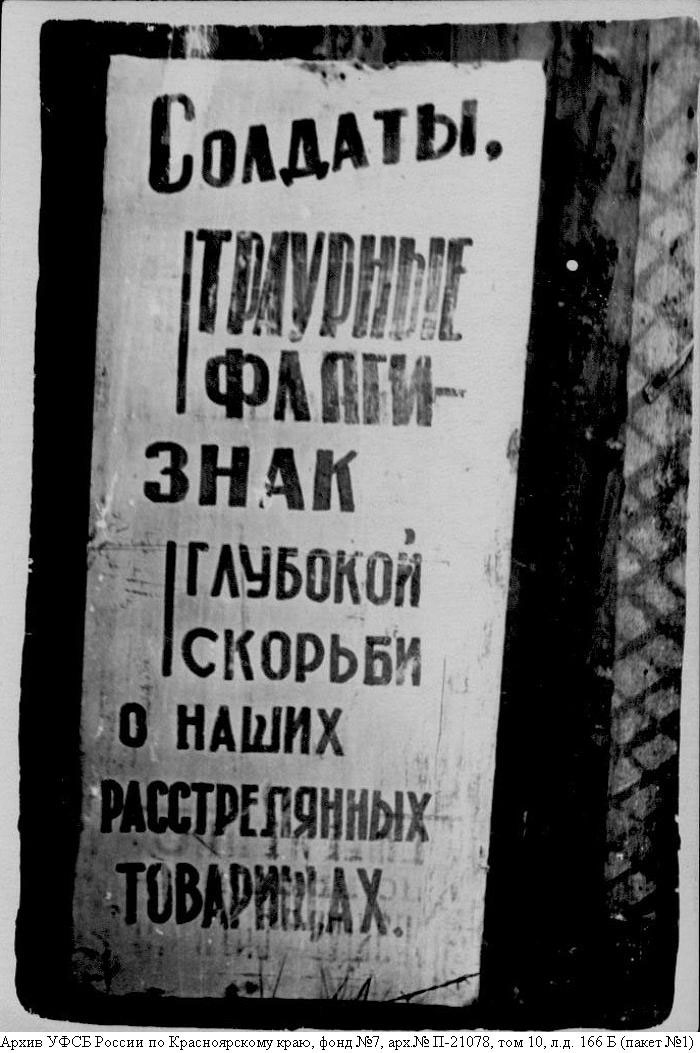 Солдаты,
ТРАУРНЫЕ
ФЛАГИ—
ЗНАК
ГЛУБОКОЙ
СКОРЬБИ
О НАШИХ
РАССТРЕЛЯННЫХ
ТОВАРИЩАХ.
Архив УФСБ России по Красноярскому краю, фонд №7, арх.№ П-21078, том 10, л.д. 166 Б (пакет №1)